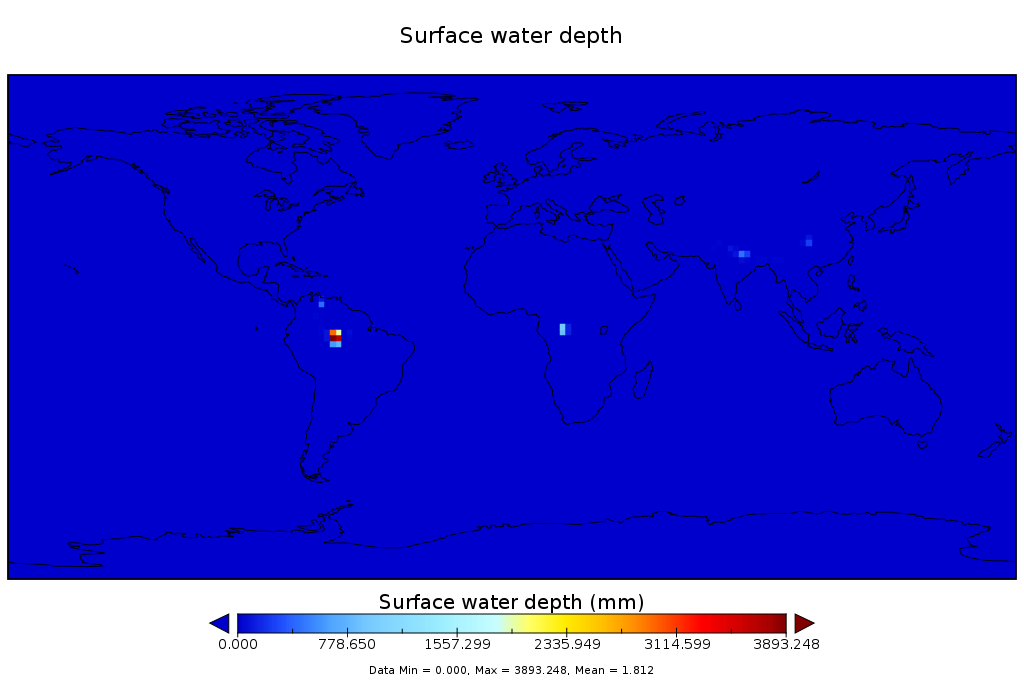 Surface water depth
Surface water depth (mm)
0.000 778.650 1557.299 2335.949 3114.599 3893.248
Data Min = 0.000, Max = 3893.248, Mean = 1.812